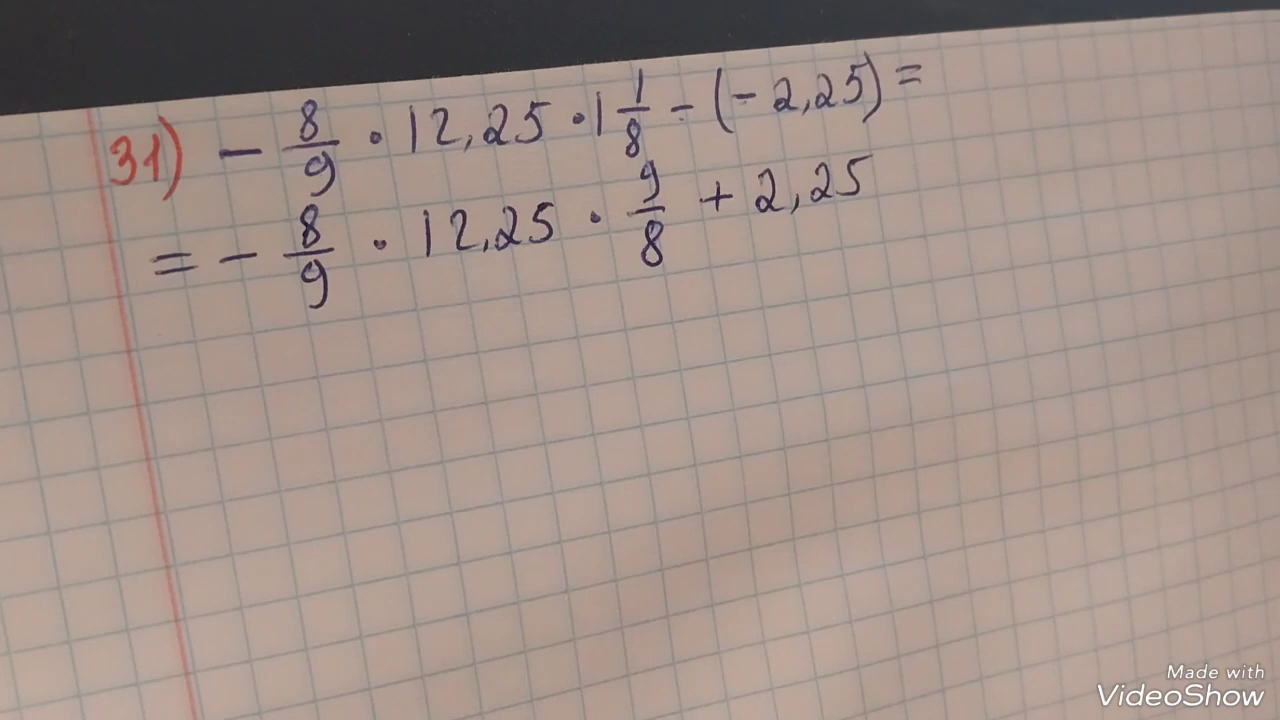 31) - 8/9 · 12,25 · 1 1/8 - (- 2,25) =
= - 8/9 · 12,25 · 9/8 + 2,25
Made with
VideoShow